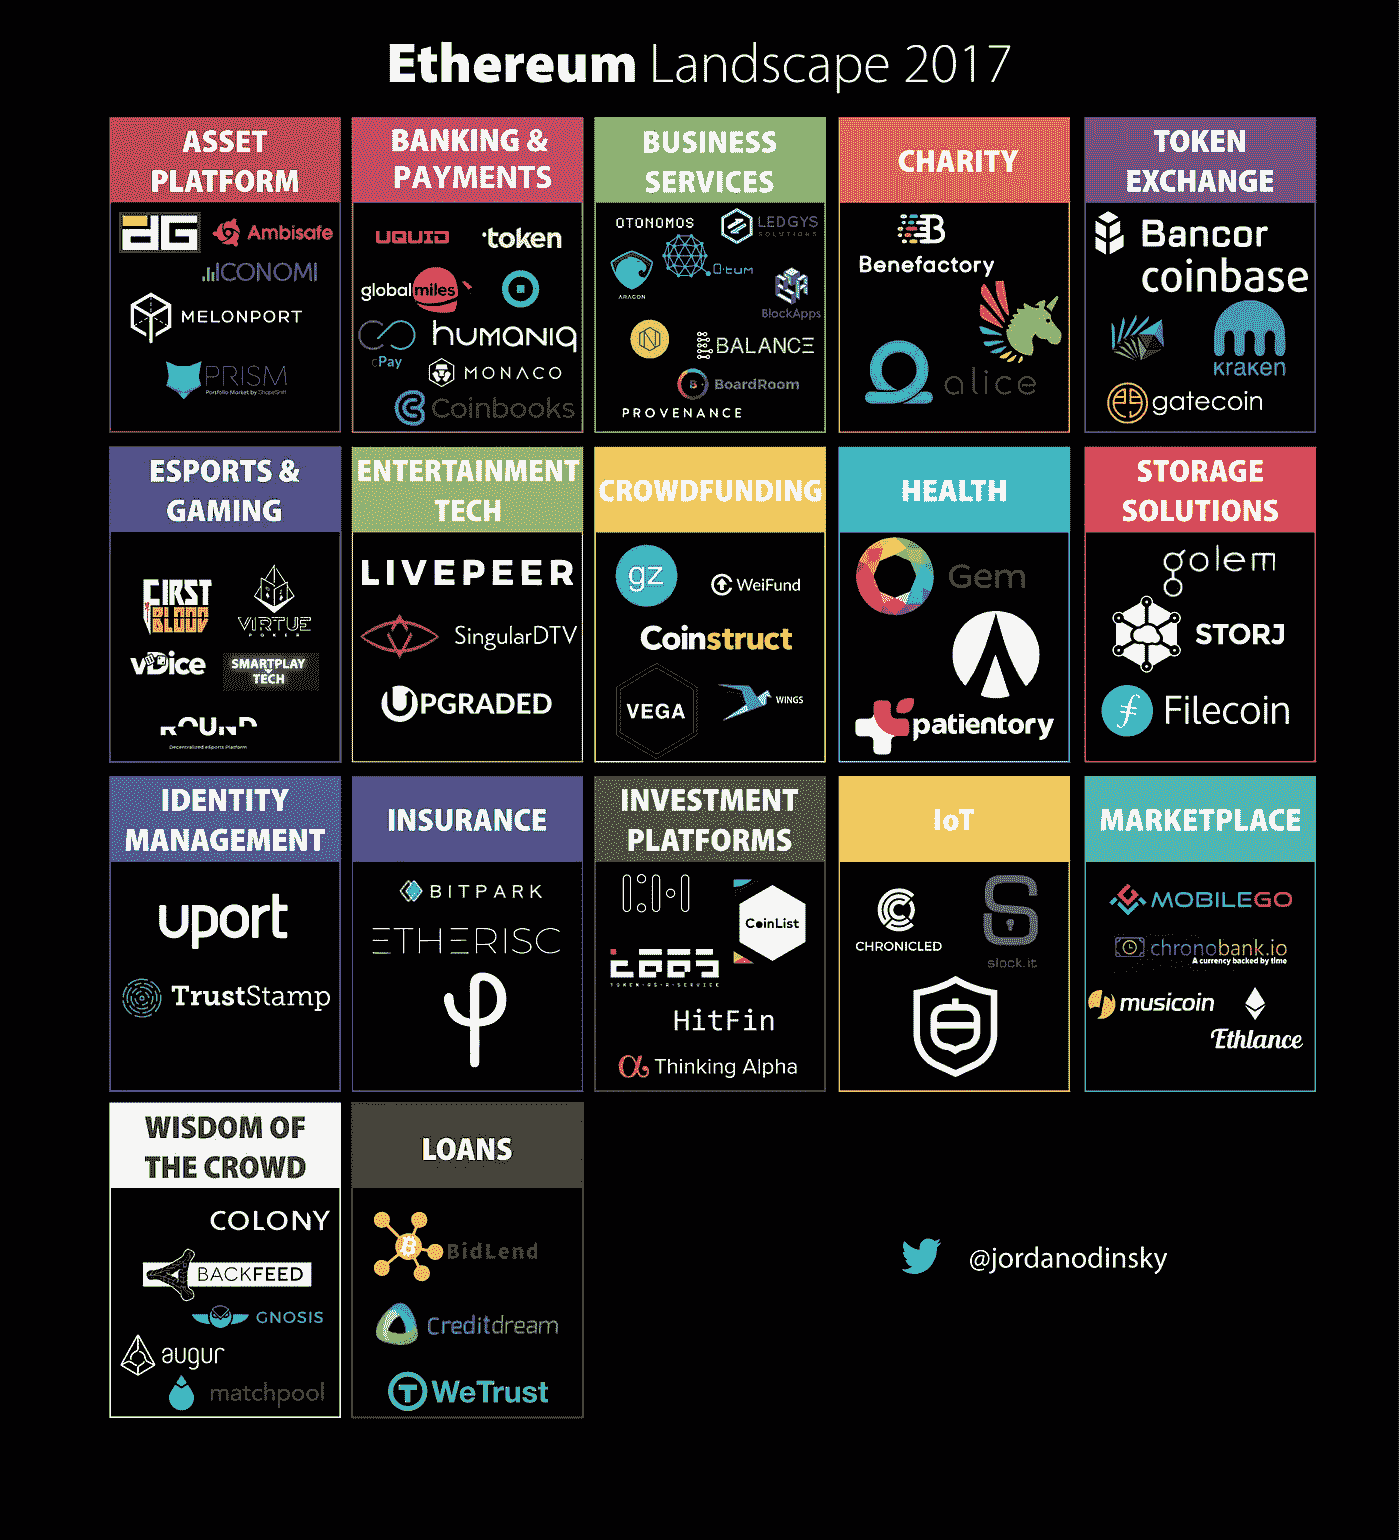 Ethereum Landscape 2017
ASSET
PLATFORM
Ambisafe
ICONOMI
MELONPORT
PRISM
Portfolio Market by ShapeShift
BANKING &
PAYMENTS
UQUID
token
globalmiles
cPay
humaniq
MONACO
Coinbooks
BUSINESS
SERVICES
OTONOMOS
LEDGYS
SOLUTIONS
ARAGON
BlockApps
N
BALANCE
B
BoardRoom
PROVENANCE
CHARITY
B
Benefactory
alice
TOKEN
EXCHANGE
Bancor
coinbase
kraken
gatecoin
ESPORTS &
GAMING
FIRST
BLOOD
VIRTUE
POKER
vDice
SMARTPLAY
TECH
ROUND
Decentralized eSports Platform
ENTERTAINMENT
TECH
LIVEPEER
SingularDTV
UPGRADED
CROWDFUNDING
gz
WeiFund
Coinstruct
VEGA
WINGS
HEALTH
Gem
patientory
STORAGE
SOLUTIONS
golem
STORJ
Filecoin
IDENTITY
MANAGEMENT
uport
TrustStamp
INSURANCE
BITPARK
ETHERISC
INVESTMENT
PLATFORMS
CoinList
taas
TOKEN-AS-A-SERVICE
HitFin
Thinking Alpha
IoT
CHRONICLED
slock.it
MARKETPLACE
MOBILEGO
chronobank.io
A currency backed by time
musicoin
Ethlance
WISDOM OF
THE CROWD
COLONY
BACKFEED
GNOSIS
augur
matchpool
LOANS
BidLend
Creditdream
WeTrust
@jordanodinsky